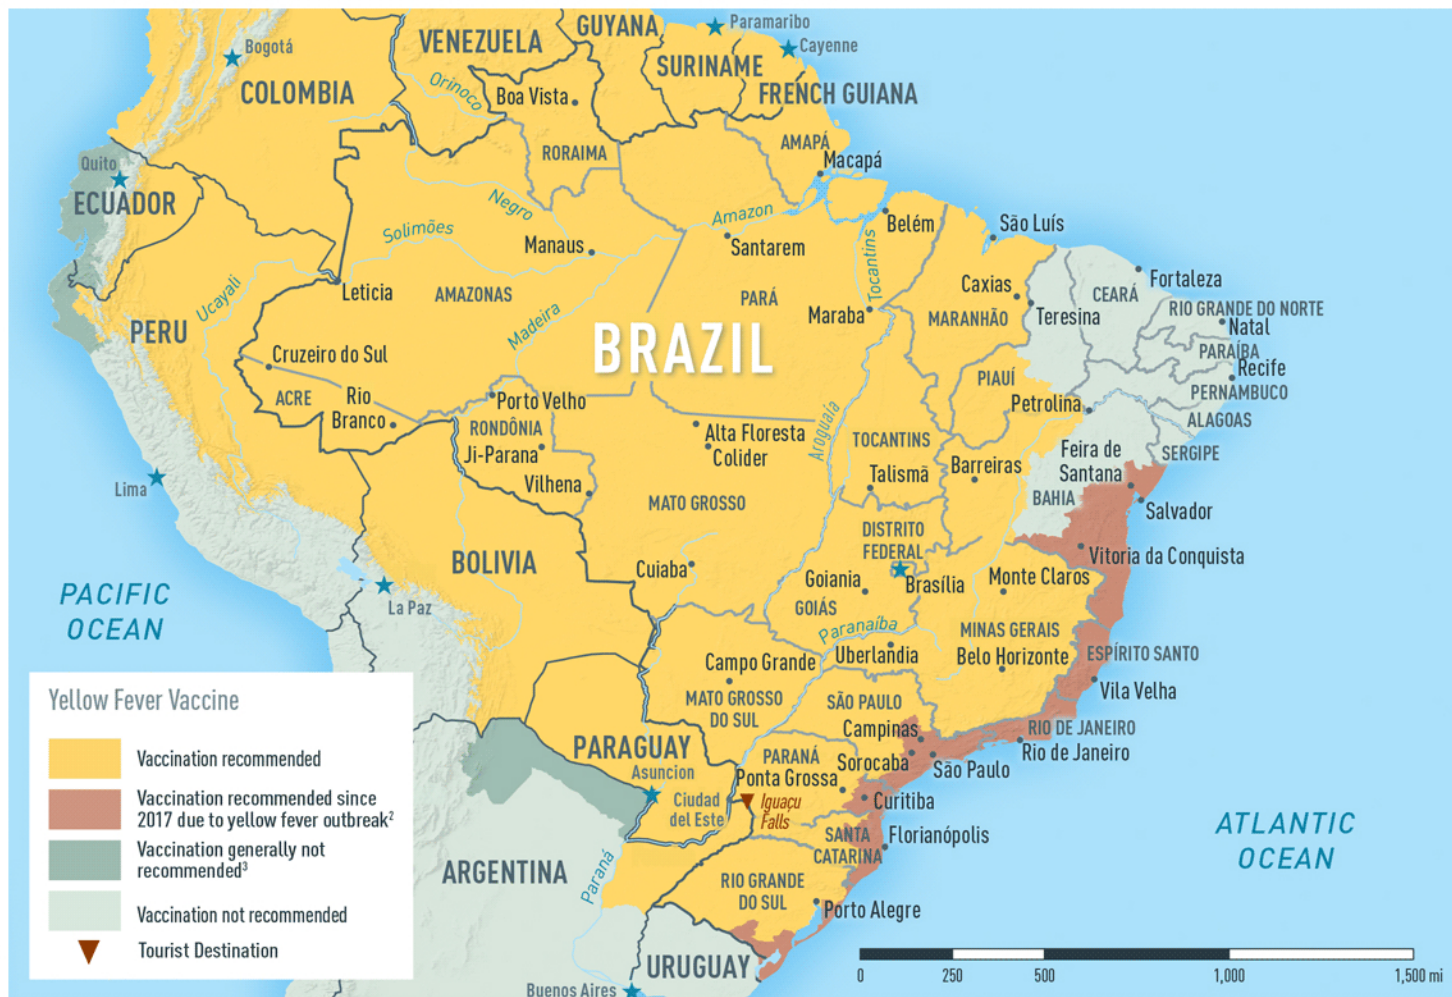 Paramaribo
GUYANA
VENEZUELA
Bogotá
Cayenne
SURINAME
COLOMBIA
Orinoco
Boa Vista
FRENCH GUIANA
AMAPÁ
RORAIMA
Macapá
Quito
ECUADOR
Negro
Amazon
Solimões
Belém
São Luís
Manaus
Santarem
Tocantins
Ucayali
Leticia
AMAZONAS
PARÁ
Caxias
CEARÁ
Fortaleza
Madeira
Maraba
MARANHÃO
Teresina
RIO GRANDE DO NORTE
Natal
PERU
BRAZIL
Cruzeiro do Sul
PARAÍBA
Recife
PIAUÍ
PERNAMBUCO
ACRE
Rio
Branco
Porto Velho
Petrolina
ALAGOAS
RONDÔNIA
Alta Floresta
Colider
Aroguaía
TOCANTINS
Ji-Parana
Feira de
Santana
SERGIPE
Barreiras
Talismã
Vilhena
Lima
MATO GROSSO
BAHIA
Salvador
DISTRITO
FEDERAL
BOLIVIA
Cuiaba
Vitoria da Conquista
Goiania
Brasília
Monte Claros
PACIFIC
OCEAN
La Paz
GOIÁS
Paranaíba
MINAS GERAIS
Uberlandia
Belo Horizonte
ESPÍRITO SANTO
Campo Grande
Vila Velha
MATO GROSSO
DO SUL
SÃO PAULO
Campinas
RIO DE JANEIRO
Rio de Janeiro
PARAGUAY
PARANÁ
Sorocaba
São Paulo
Asuncion
Ponta Grossa
Ciudad
del Este
Iguaçu
Falls
Curitiba
SANTA
CATARINA
Florianópolis
ATLANTIC
OCEAN
ARGENTINA
Paraná
RIO GRANDE
DO SUL
Porto Alegre
URUGUAY
Buenos Aires
Yellow Fever Vaccine
Vaccination recommended
Vaccination recommended since
2017 due to yellow fever outbreak²
Vaccination generally not
recommended³
Vaccination not recommended
Tourist Destination
0 250 500 1,000 1,500 mi